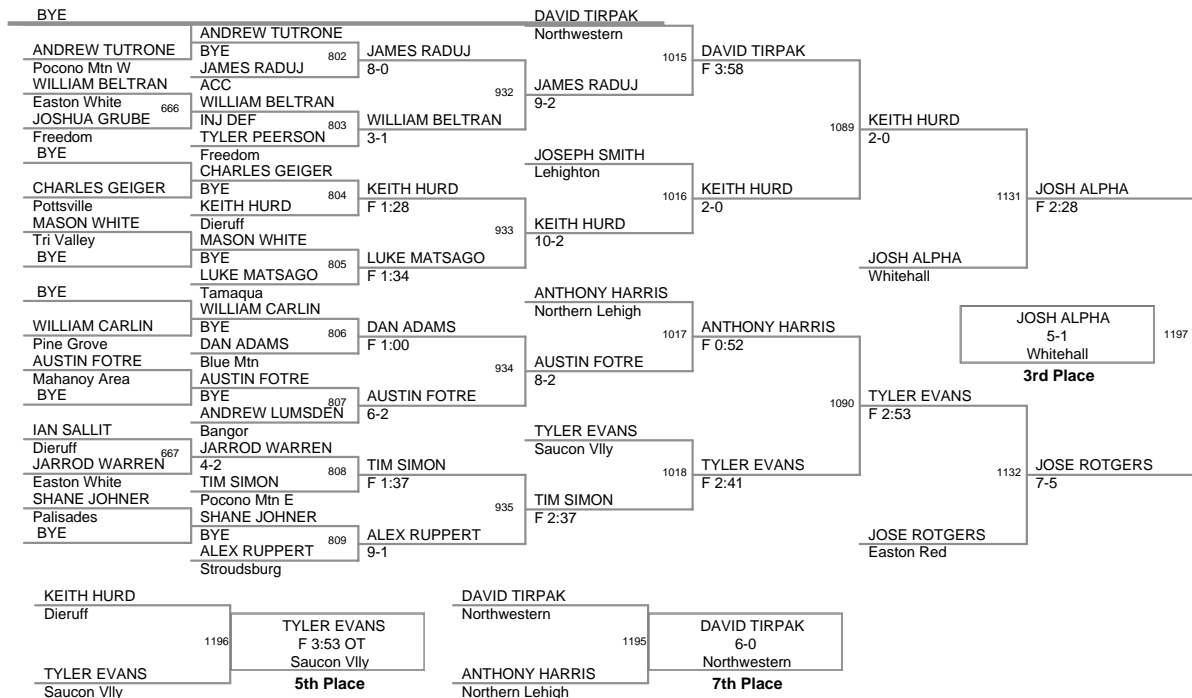 BYE
ANDREW TUTRONE
Pocono Mtn W
WILLIAM BELTRAN
Easton White
666
JOSHUA GRUBE
Freedom
BYE
CHARLES GEIGER
Pottsville
MASON WHITE
Tri Valley
BYE
BYE
WILLIAM CARLIN
Pine Grove
AUSTIN FOTRE
Mahanoy Area
BYE
IAN SALLIT
Dieruff
667
JARROD WARREN
Easton White
SHANE JOHNER
Palisades
BYE
ANDREW TUTRONE
BYE
802
JAMES RADUJ
ACC
WILLIAM BELTRAN
INJ DEF
803
TYLER PEERSON
Freedom
CHARLES GEIGER
BYE
804
KEITH HURD
Dieruff
MASON WHITE
BYE
805
LUKE MATSAGO
Tamaqua
WILLIAM CARLIN
BYE
806
DAN ADAMS
Blue Mtn
AUSTIN FOTRE
BYE
807
ANDREW LUMSDEN
Bangor
JARROD WARREN
4-2
808
TIM SIMON
Pocono Mtn E
SHANE JOHNER
BYE
809
ALEX RUPPERT
Stroudsburg
JAMES RADUJ
8-0
932
WILLIAM BELTRAN
3-1
KEITH HURD
F 1:28
933
LUKE MATSAGO
F 1:34
DAN ADAMS
F 1:00
934
AUSTIN FOTRE
6-2
TIM SIMON
F 1:37
935
ALEX RUPPERT
9-1
DAVID TIRPAK
Northwestern
1015
JAMES RADUJ
9-2
JOSEPH SMITH
Lehighton
1016
KEITH HURD
10-2
ANTHONY HARRIS
Northern Lehigh
1017
AUSTIN FOTRE
8-2
TYLER EVANS
Saucon Vlly
1018
TIM SIMON
F 2:37
DAVID TIRPAK
F 3:58
1089
KEITH HURD
2-0
ANTHONY HARRIS
F 0:52
1090
TYLER EVANS
F 2:41
KEITH HURD
2-0
1131
JOSH ALPHA
Whitehall
TYLER EVANS
F 2:53
1132
JOSE ROTGERS
Easton Red
JOSH ALPHA
F 2:28
JOSH ALPHA
5-1
1197
Whitehall
3rd Place
JOSE ROTGERS
7-5
KEITH HURD
Dieruff
1196
TYLER EVANS
Saucon Vlly
TYLER EVANS
F 3:53 OT
Saucon Vlly
5th Place
DAVID TIRPAK
Northwestern
1195
ANTHONY HARRIS
Northern Lehigh
DAVID TIRPAK
6-0
Northwestern
7th Place